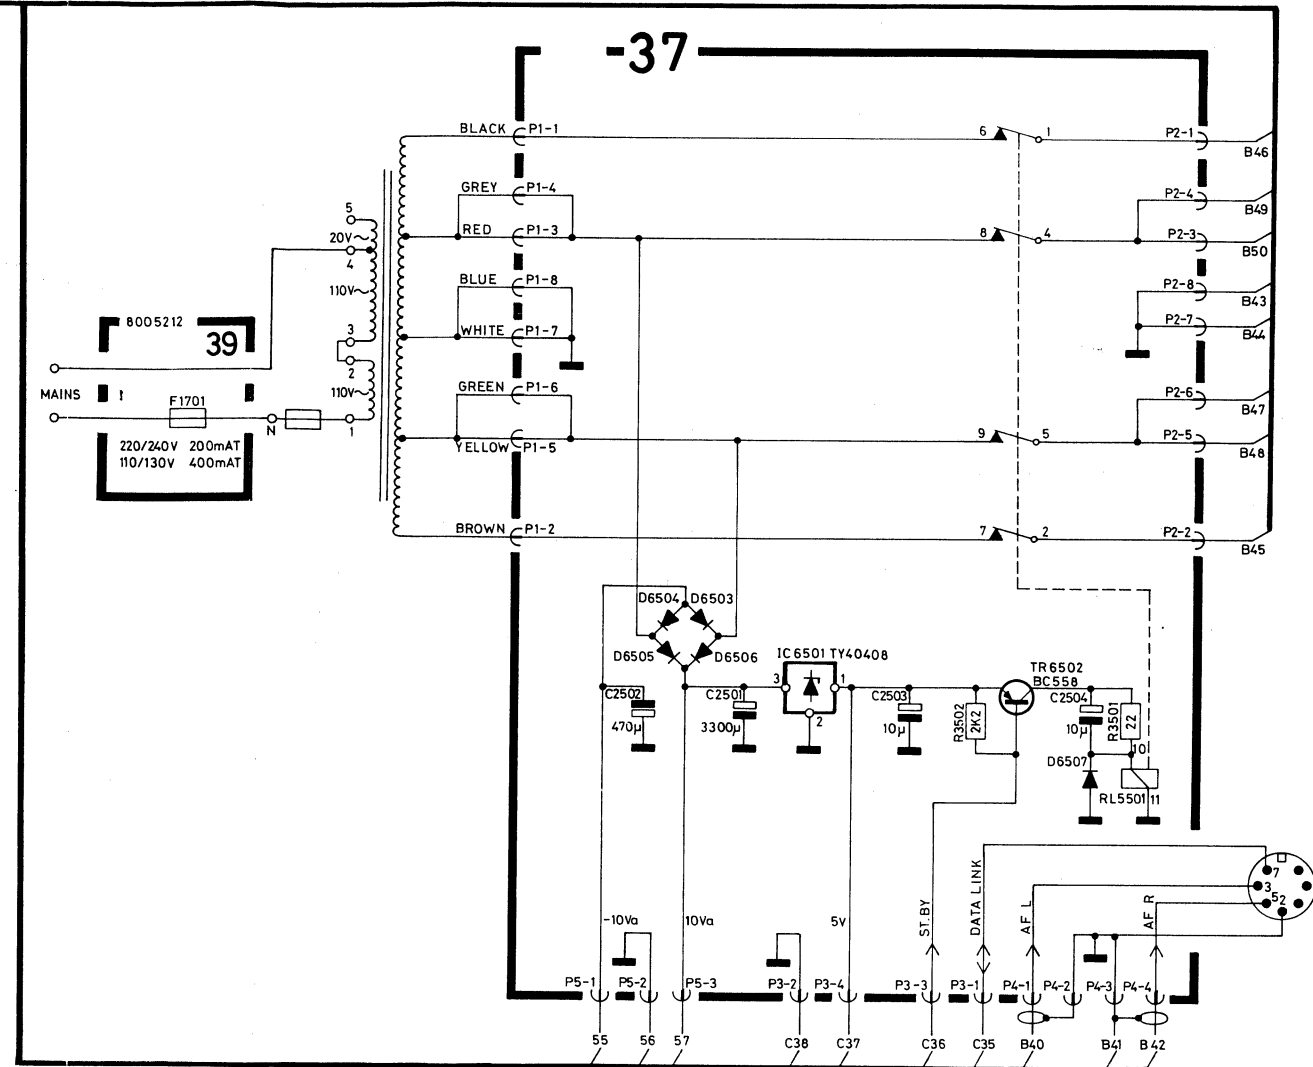 -37
BLACK P1-1
6 1
P2-1
B46
GREY P1-4
P2-4
B49
5
20V~
4
RED P1-3
8 4
P2-3
B50
110V~
BLUE P1-8
P2-8
B43
8005212
39
3
WHITE P1-7
P2-7
B44
2
MAINS
F1701
110V~
GREEN P1-6
P2-6
B47
N
1
220/240V 200mAT
110/130V 400mAT
YELLOW P1-5
9 5
P2-5
B48
BROWN P1-2
7 2
P2-2
B45
D6504 D6503
D6505 D6506
IC6501 TY40408
3 1
2
TR6502
BC558
C2502
470µ
C2501
3300µ
C2503
10µ
R3502
2K2
C2504
10µ
R3501
22
10
D6507
RL5501 11
-10Va
10Va
5V
ST.BY
DATA LINK
AF L
AF R
7
3
5 2
P5-1 P5-2 P5-3 P3-2 P3-4 P3-3 P3-1 P4-1 P4-2 P4-3 P4-4
55 56 57 C38 C37 C36 C35 B40 B41 B42